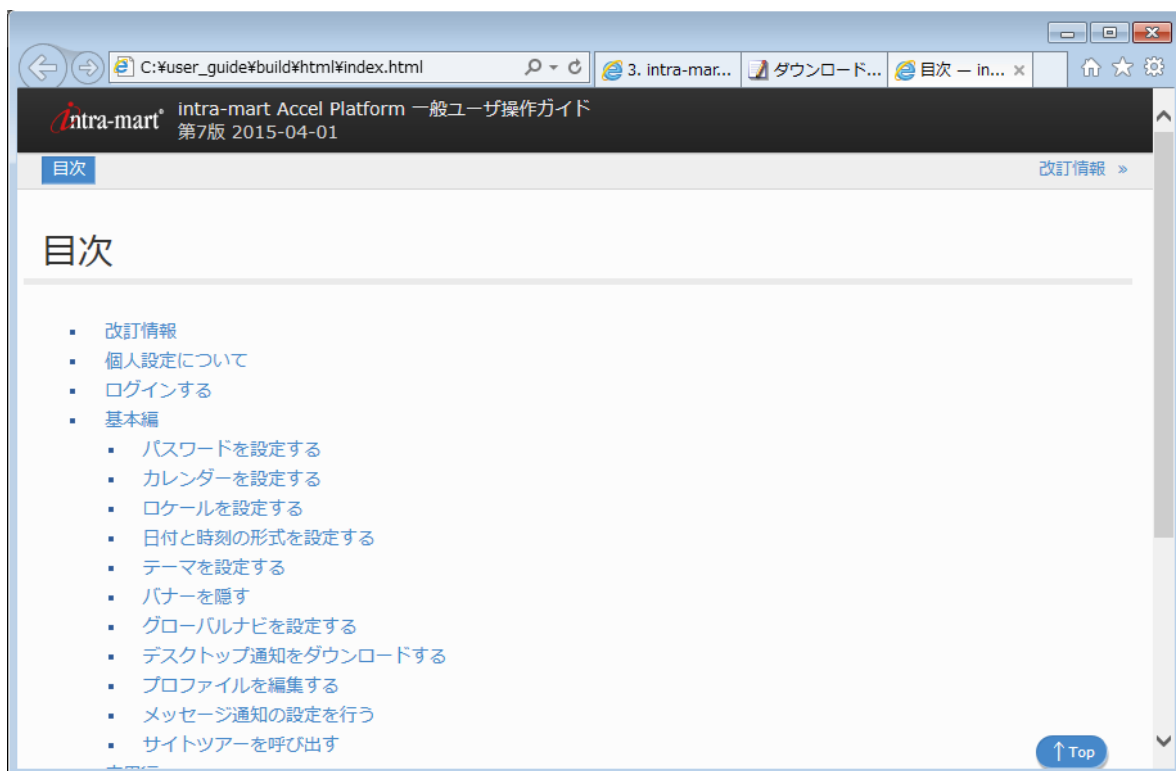 C:¥user_guide¥build¥html¥index.html
3. intra-mar...
ダウンロード...
目次 — in...
intra-mart
intra-mart Accel Platform 一般ユーザ操作ガイド
第7版 2015-04-01
目次
改訂情報 »
目次
改訂情報
個人設定について
ログインする
基本編
パスワードを設定する
カレンダーを設定する
ロケールを設定する
日付と時刻の形式を設定する
テーマを設定する
バナーを隠す
グローバルナビを設定する
デスクトップ通知をダウンロードする
プロファイルを編集する
メッセージ通知の設定を行う
サイトツアーを呼び出す
↑ Top